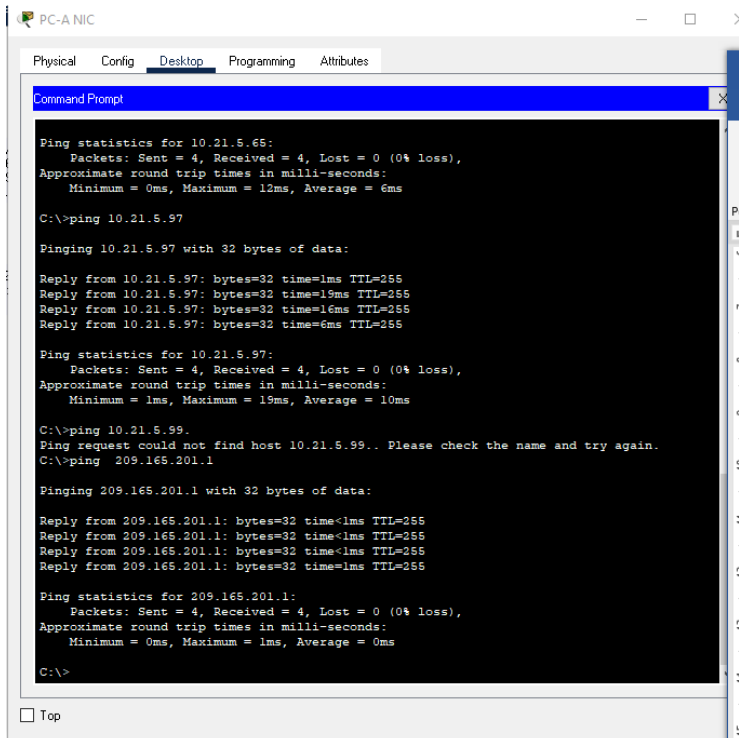 PC-A NIC
Physical Config Desktop Programming Attributes
Command Prompt X
Ping statistics for 10.21.5.65:
Packets: Sent = 4, Received = 4, Lost = 0 (0% loss),
Approximate round trip times in milli-seconds:
Minimum = 0ms, Maximum = 12ms, Average = 6ms
C:\>ping 10.21.5.97
Pinging 10.21.5.97 with 32 bytes of data:
Reply from 10.21.5.97: bytes=32 time=1ms TTL=255
Reply from 10.21.5.97: bytes=32 time=19ms TTL=255
Reply from 10.21.5.97: bytes=32 time=16ms TTL=255
Reply from 10.21.5.97: bytes=32 time=6ms TTL=255
Ping statistics for 10.21.5.97:
Packets: Sent = 4, Received = 4, Lost = 0 (0% loss),
Approximate round trip times in milli-seconds:
Minimum = 1ms, Maximum = 19ms, Average = 10ms
C:\>ping 10.21.5.99.
Ping request could not find host 10.21.5.99.. Please check the name and try again.
C:\>ping  209.165.201.1
Pinging 209.165.201.1 with 32 bytes of data:
Reply from 209.165.201.1: bytes=32 time<1ms TTL=255
Reply from 209.165.201.1: bytes=32 time<1ms TTL=255
Reply from 209.165.201.1: bytes=32 time<1ms TTL=255
Reply from 209.165.201.1: bytes=32 time=1ms TTL=255
Ping statistics for 209.165.201.1:
Packets: Sent = 4, Received = 4, Lost = 0 (0% loss),
Approximate round trip times in milli-seconds:
Minimum = 0ms, Maximum = 1ms, Average = 0ms
C:\>
Top